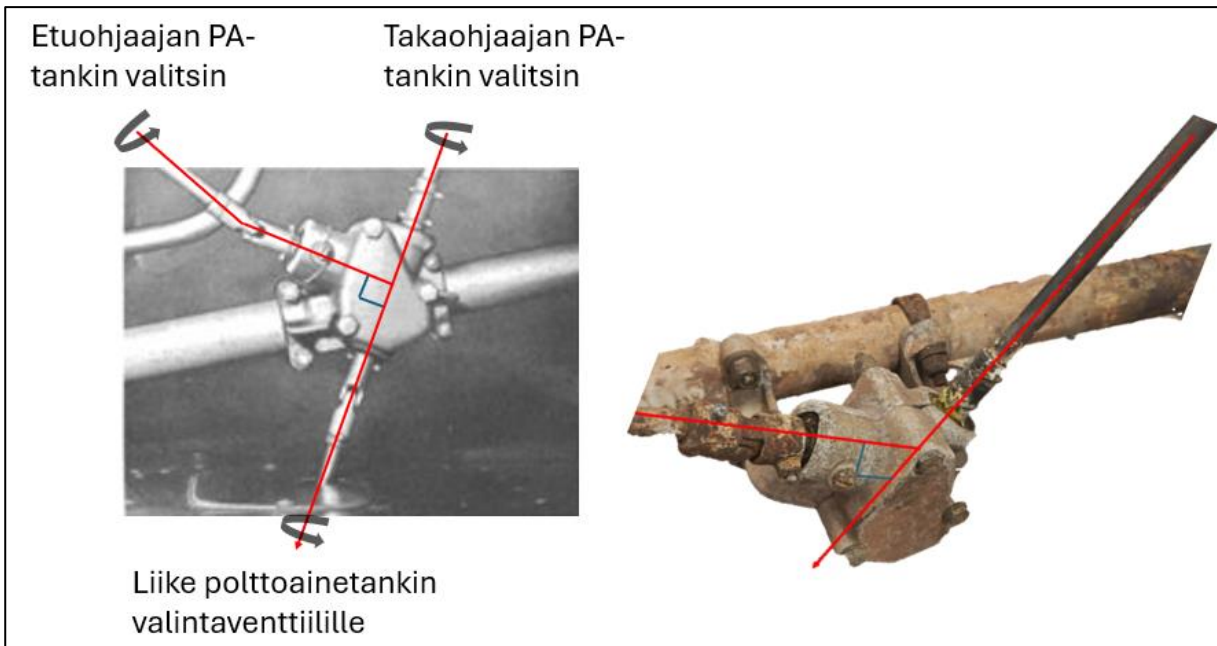 Etuohjaajan PA-
tankin valitsin
Takaohjaajan PA-
tankin valitsin
Liike polttoainetankin
valintaventtiilille